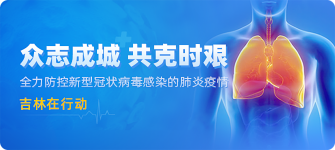 众志成城 共克时艰
全力防控新型冠状病毒感染的肺炎疫情
吉林在行动